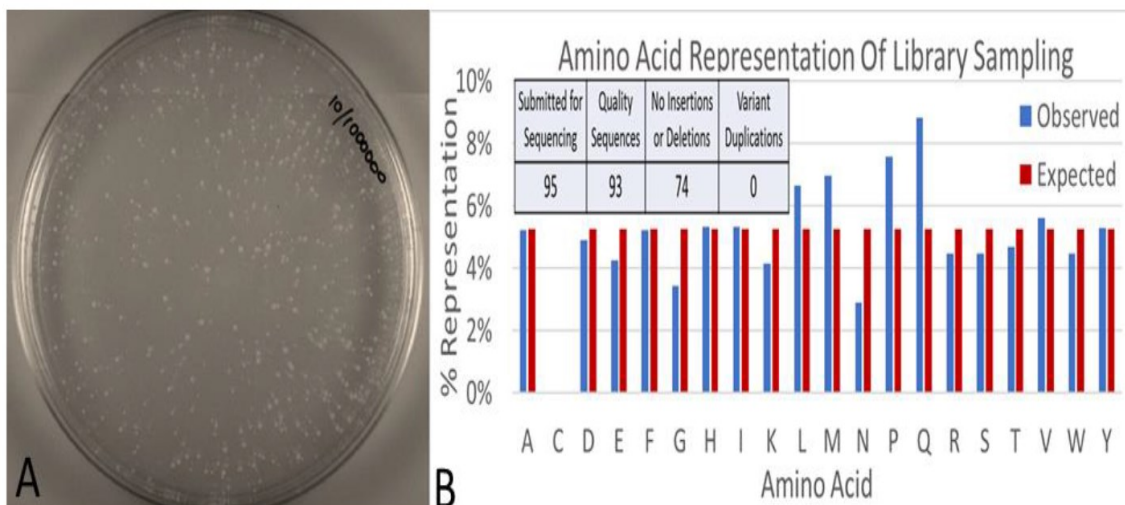 10/1000000
A
Amino Acid Representation Of Library Sampling
10%
8%
6%
4%
2%
0%
% Representation
Submitted for Sequencing
Quality Sequences
No Insertions or Deletions
Variant Duplications
95 93 74 0
Observed
Expected
A C D E F G H I K L M N P Q R S T V W Y
Amino Acid
B